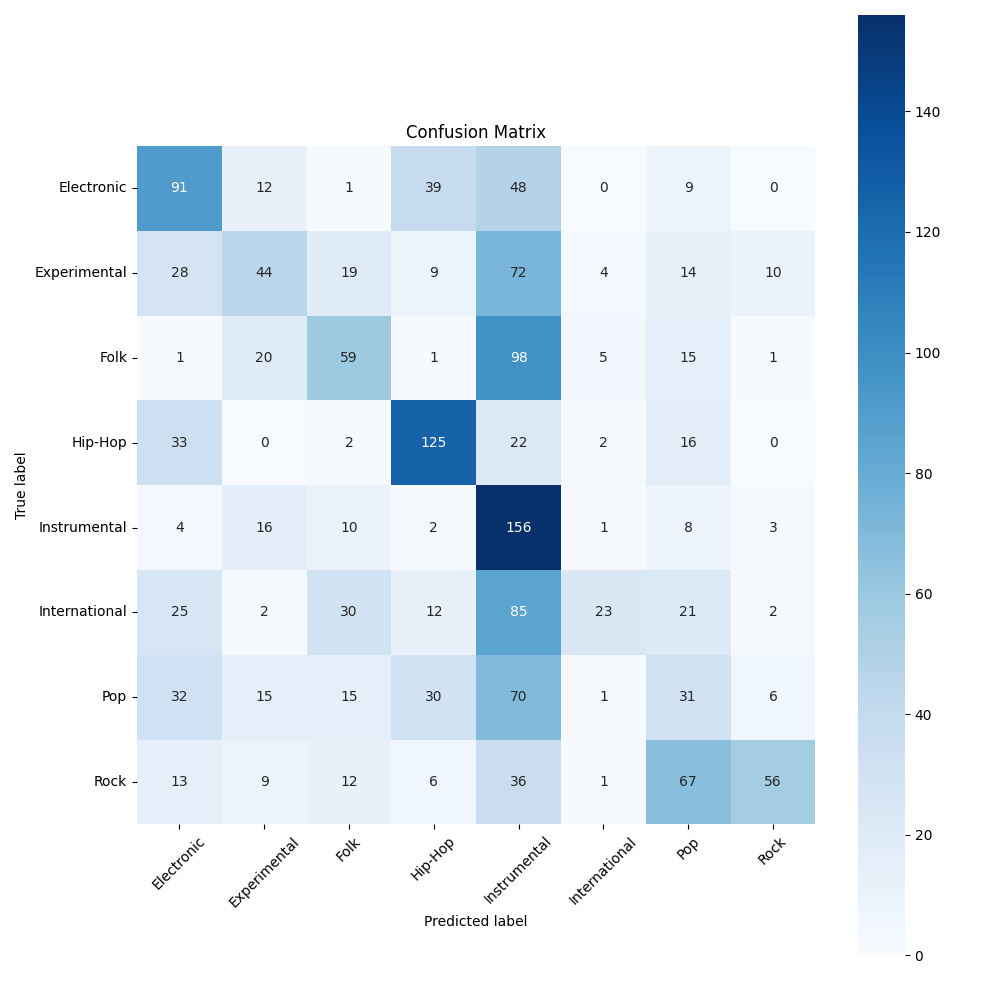 Confusion Matrix
True label
Electronic 91 12 1 39 48 0 9 0
Experimental 28 44 19 9 72 4 14 10
Folk 1 20 59 1 98 5 15 1
Hip-Hop 33 0 2 125 22 2 16 0
Instrumental 4 16 10 2 156 1 8 3
International 25 2 30 12 85 23 21 2
Pop 32 15 15 30 70 1 31 6
Rock 13 9 12 6 36 1 67 56
Electronic Experimental Folk Hip-Hop Instrumental International Pop Rock
Predicted label
140
120
100
80
60
40
20
0